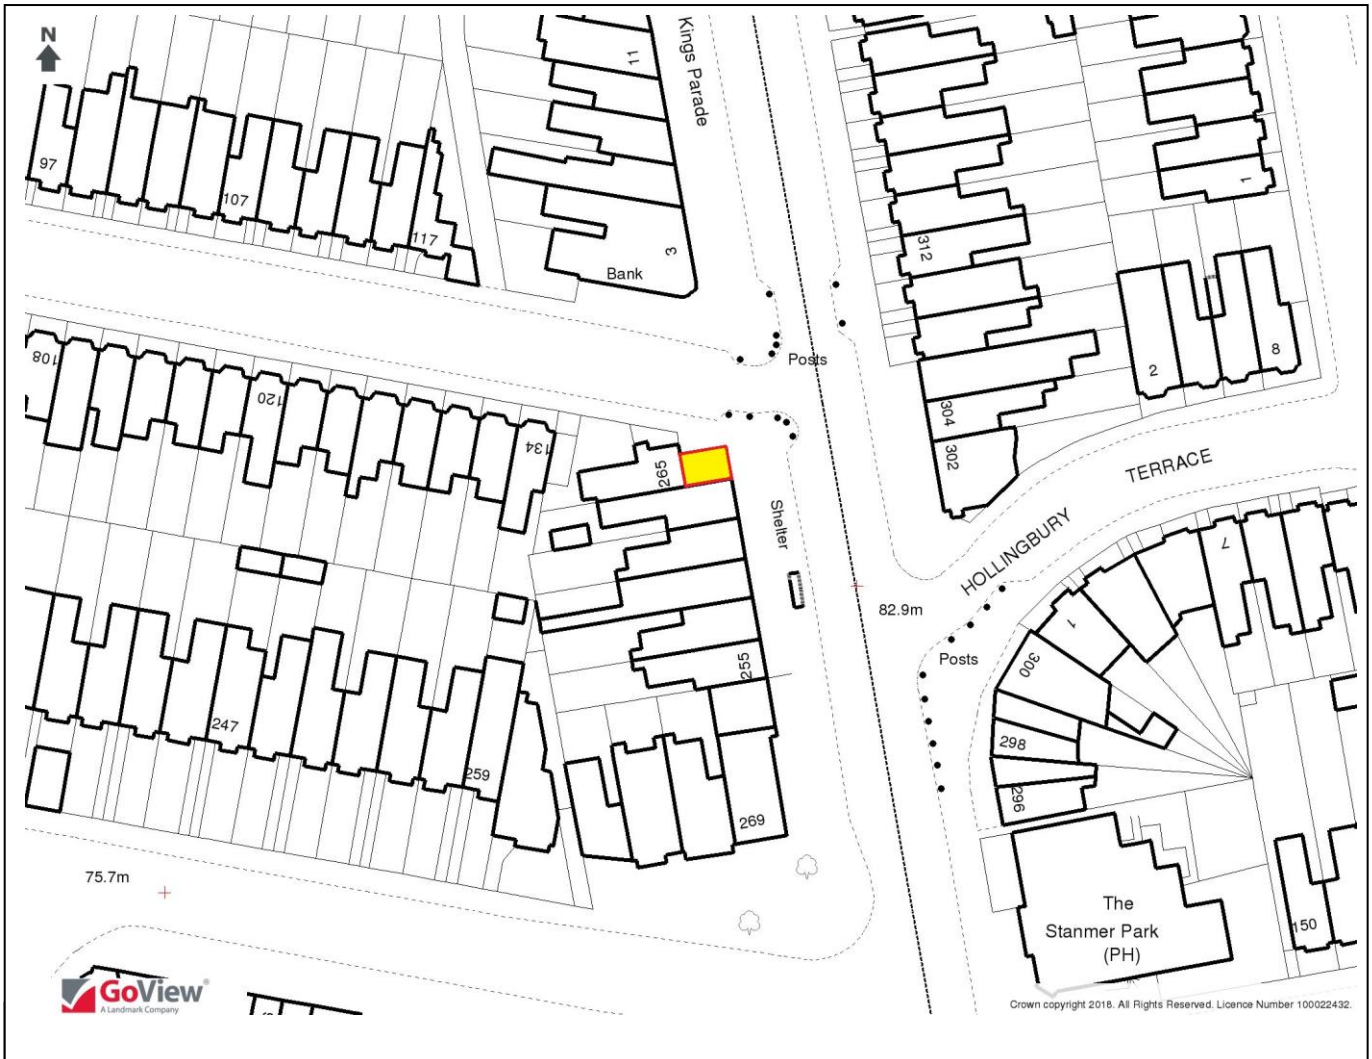 N
Kings Parade
11
97
107
117
3
Bank
312
1
2
8
108
120
134
Posts
304
302
265
TERRACE
HOLLINGBURY
Shelter
7
82.9m
1
Posts
300
255
247
259
298
296
269
75.7m
The
Stanmer Park
(PH)
150
GoView®
A Landmark Company
Crown copyright 2018. All Rights Reserved. Licence Number 100022432.